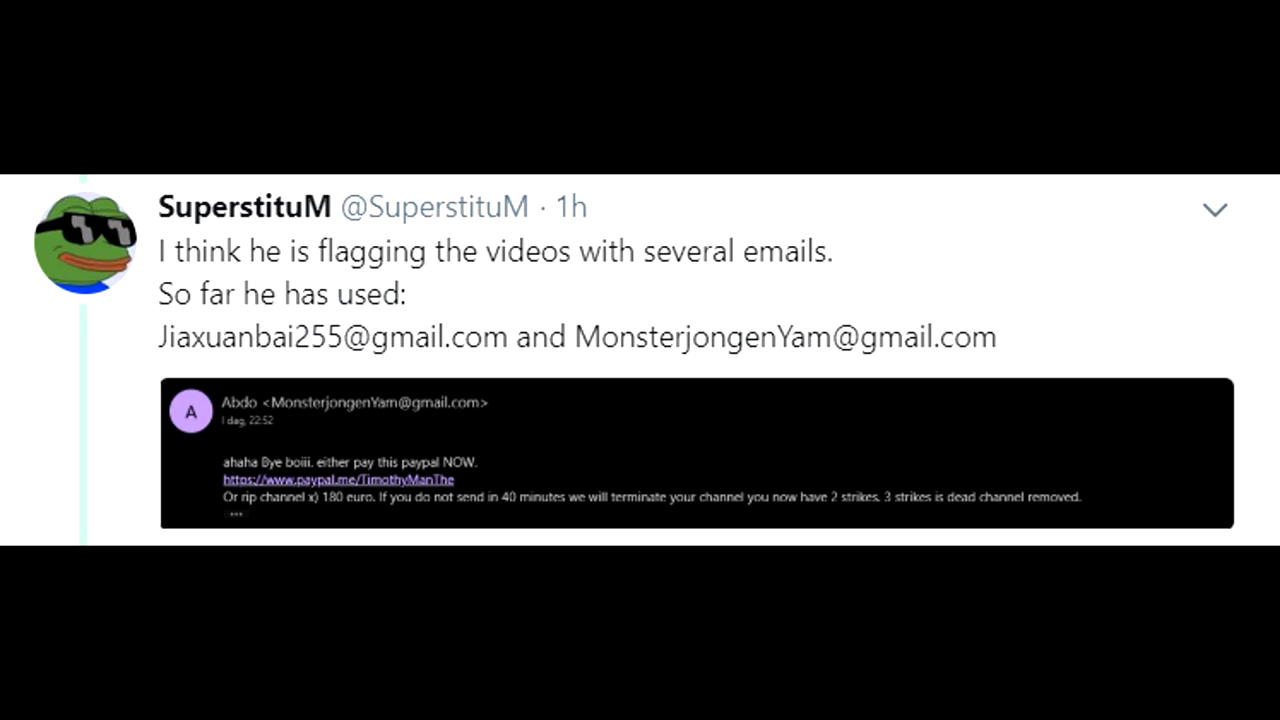 SuperstituM @SuperstituM · 1h
I think he is flagging the videos with several emails.
So far he has used:
Jiaxuanbai255@gmail.com and MonsterjongenYam@gmail.com
A
Abdo <MonsterjongenYam@gmail.com>
I dag, 22:52
ahaha Bye boiii. either pay this paypal NOW.
https://www.paypal.me/TimothyManThe
Or rip channel x) 180 euro. If you do not send in 40 minutes we will terminate your channel you now have 2 strikes. 3 strikes is dead channel removed.
...